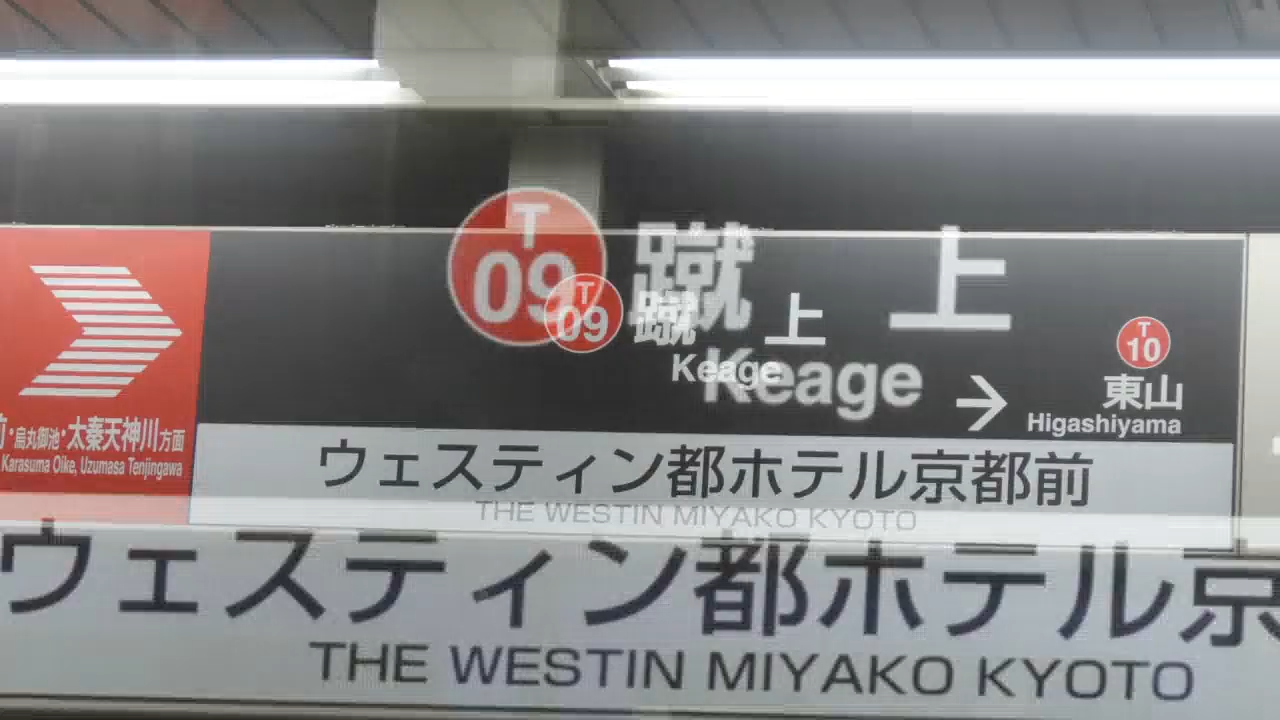 T
09
蹴上
Keage
T
09
蹴上
Keage
→
T
10
東山
Higashiyama
前・烏丸御池・太秦天神川方面
Karasuma Oike, Uzumasa Tenjingawa
ウェスティン都ホテル京都前
THE WESTIN MIYAKO KYOTO
ウェスティン都ホテル京
THE WESTIN MIYAKO KYOTO